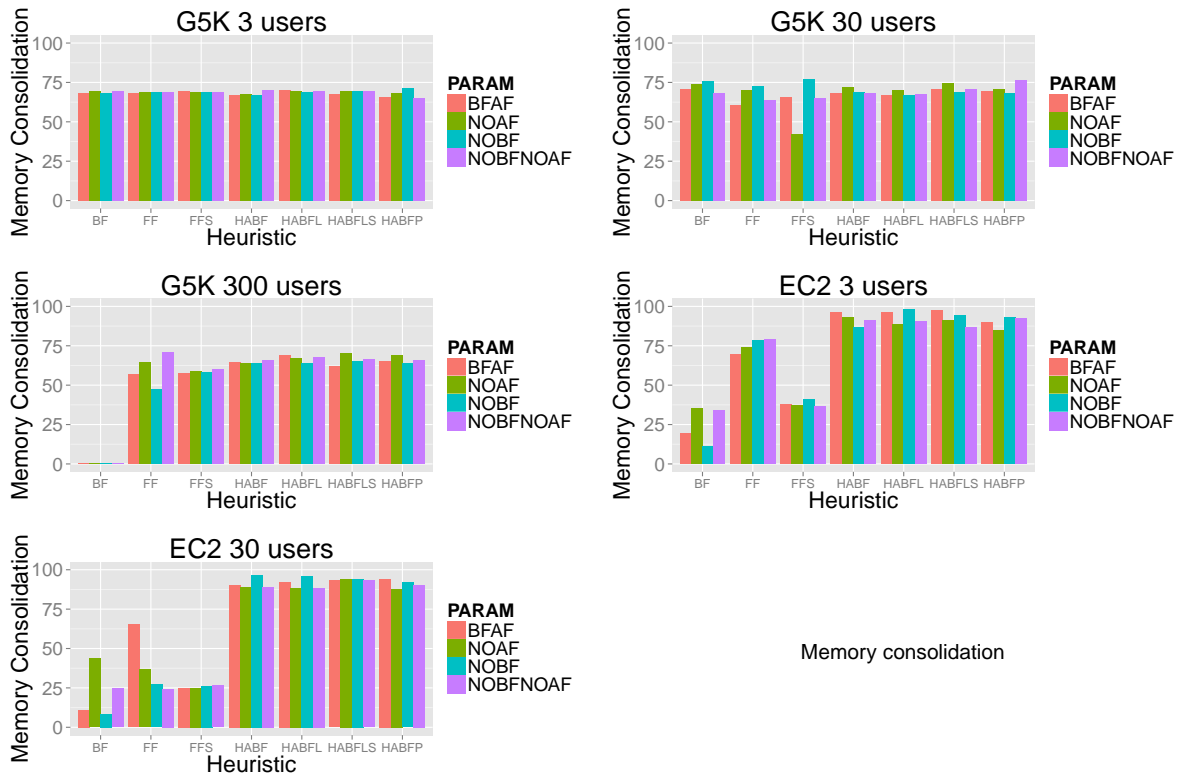 G5K 3 users
Memory Consolidation
100
75
50
25
0
BF FF FFS HABF HABFL HABFLS HABFP
Heuristic
PARAM
BFAF
NOAF
NOBF
NOBFNOAF
G5K 30 users
Memory Consolidation
100
75
50
25
0
BF FF FFS HABF HABFL HABFLS HABFP
Heuristic
PARAM
BFAF
NOAF
NOBF
NOBFNOAF
G5K 300 users
Memory Consolidation
100
75
50
25
0
BF FF FFS HABF HABFL HABFLS HABFP
Heuristic
PARAM
BFAF
NOAF
NOBF
NOBFNOAF
EC2 3 users
Memory Consolidation
100
75
50
25
0
BF FF FFS HABF HABFL HABFLS HABFP
Heuristic
PARAM
BFAF
NOAF
NOBF
NOBFNOAF
EC2 30 users
Memory Consolidation
100
75
50
25
0
BF FF FFS HABF HABFL HABFLS HABFP
Heuristic
PARAM
BFAF
NOAF
NOBF
NOBFNOAF
Memory consolidation